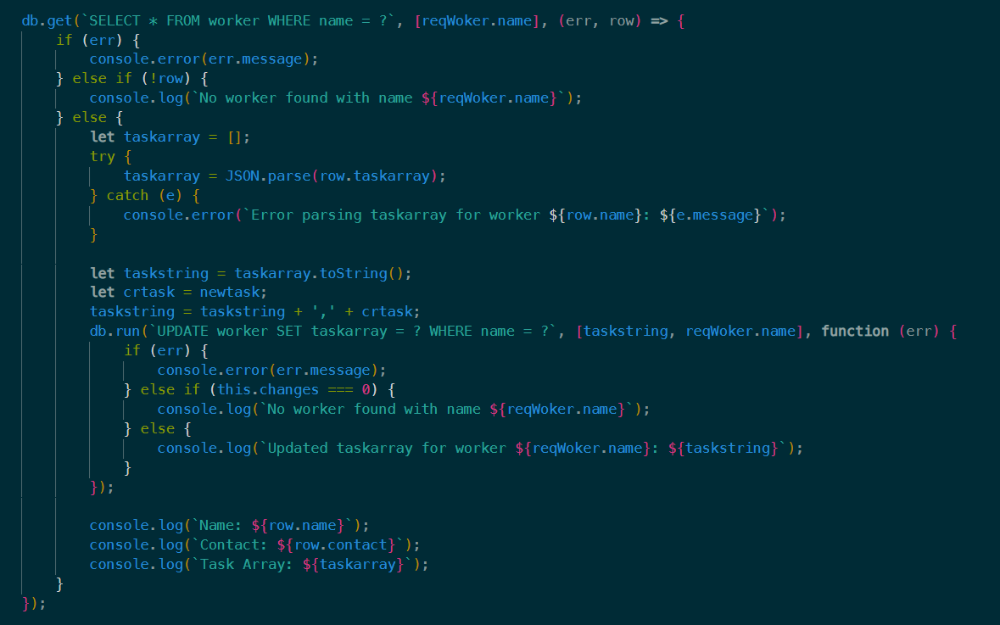 db.get(`SELECT * FROM worker WHERE name = ?`, [reqWoker.name], (err, row) => {
    if (err) {
        console.error(err.message);
    } else if (!row) {
        console.log(`No worker found with name ${reqWoker.name}`);
    } else {
        let taskarray = [];
        try {
            taskarray = JSON.parse(row.taskarray);
        } catch (e) {
            console.error(`Error parsing taskarray for worker ${row.name}: ${e.message}`);
        }

        let taskstring = taskarray.toString();
        let crtask = newtask;
        taskstring = taskstring + ',' + crtask;
        db.run(`UPDATE worker SET taskarray = ? WHERE name = ?`, [taskstring, reqWoker.name], function (err) {
            if (err) {
                console.error(err.message);
            } else if (this.changes === 0) {
                console.log(`No worker found with name ${reqWoker.name}`);
            } else {
                console.log(`Updated taskarray for worker ${reqWoker.name}: ${taskstring}`);
            }
        });

        console.log(`Name: ${row.name}`);
        console.log(`Contact: ${row.contact}`);
        console.log(`Task Array: ${taskarray}`);
    }
});